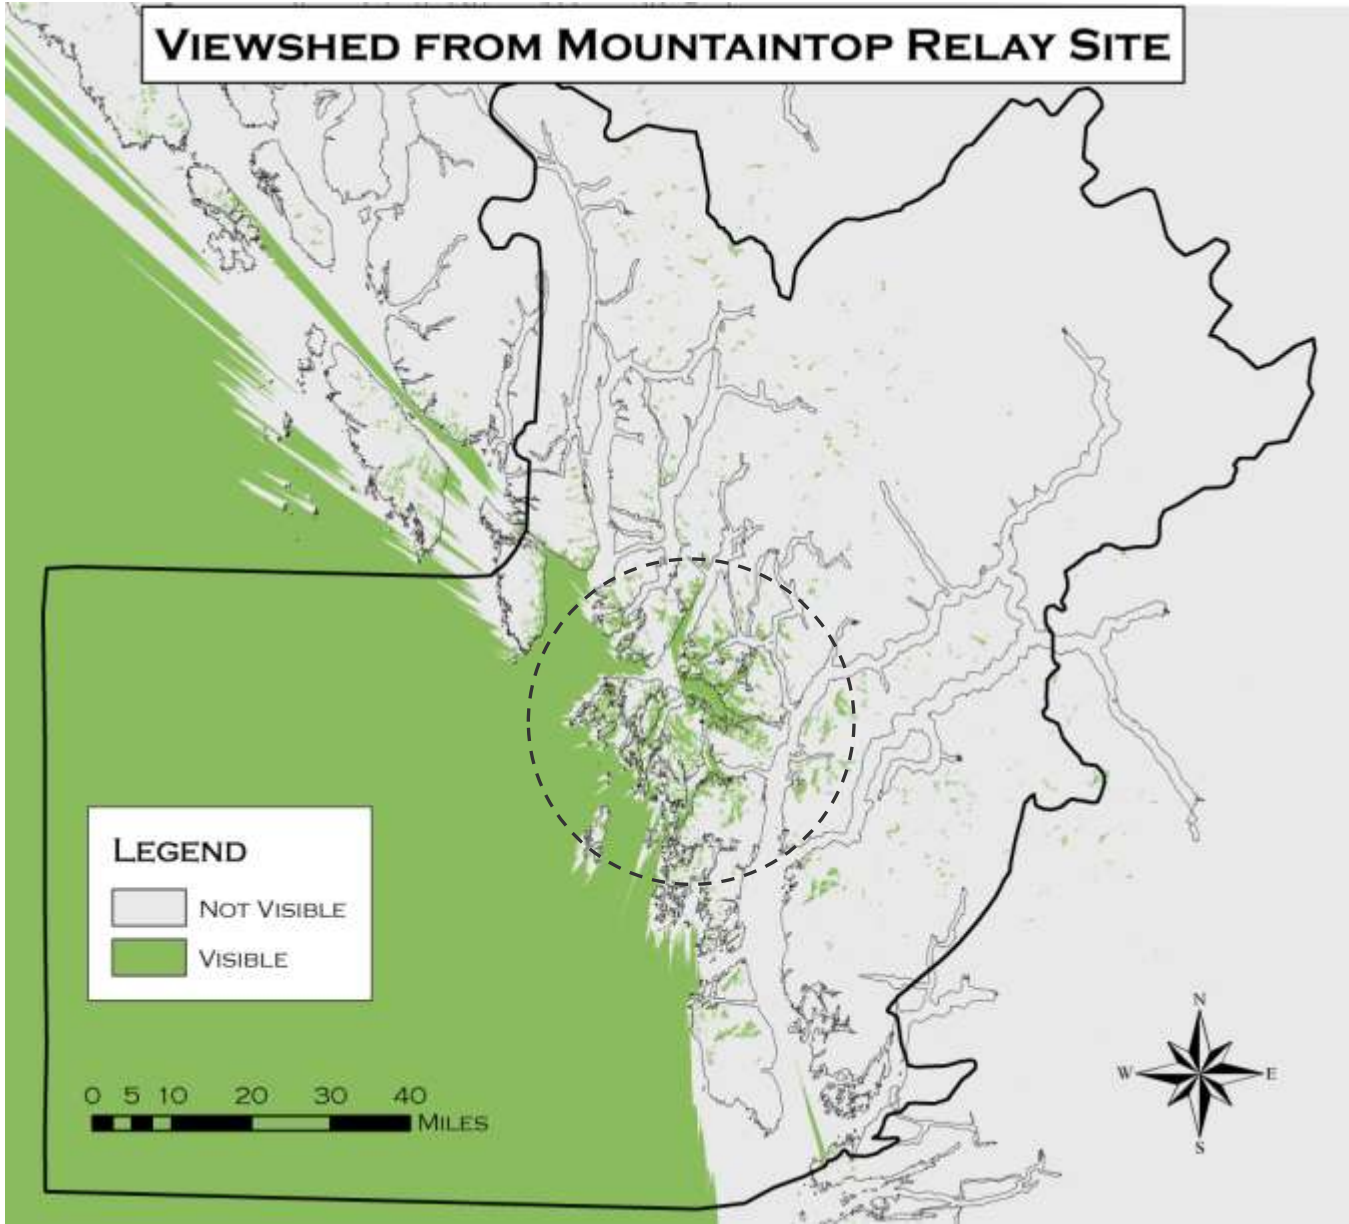 VIEWSHED FROM MOUNTAINTOP RELAY SITE
LEGEND
NOT VISIBLE
VISIBLE
0 5 10 20 30 40
MILES
N
W E
S